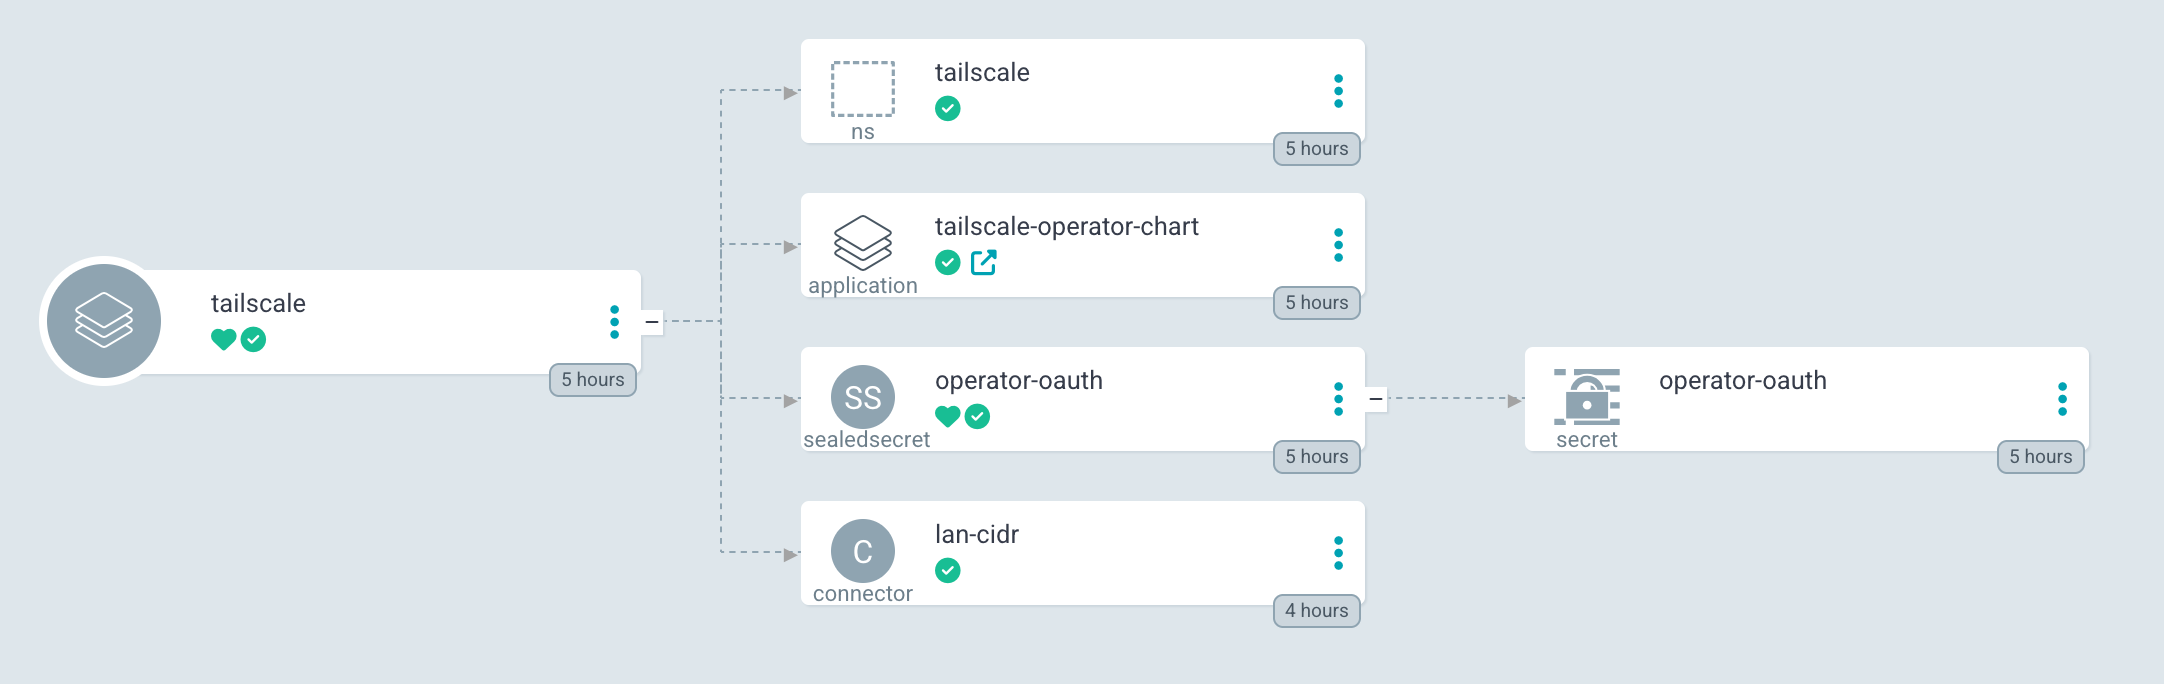 tailscale
5 hours
tailscale
ns
5 hours
tailscale-operator-chart
application
5 hours
operator-oauth
SS
sealedsecret
5 hours
operator-oauth
secret
5 hours
lan-cidr
C
connector
4 hours